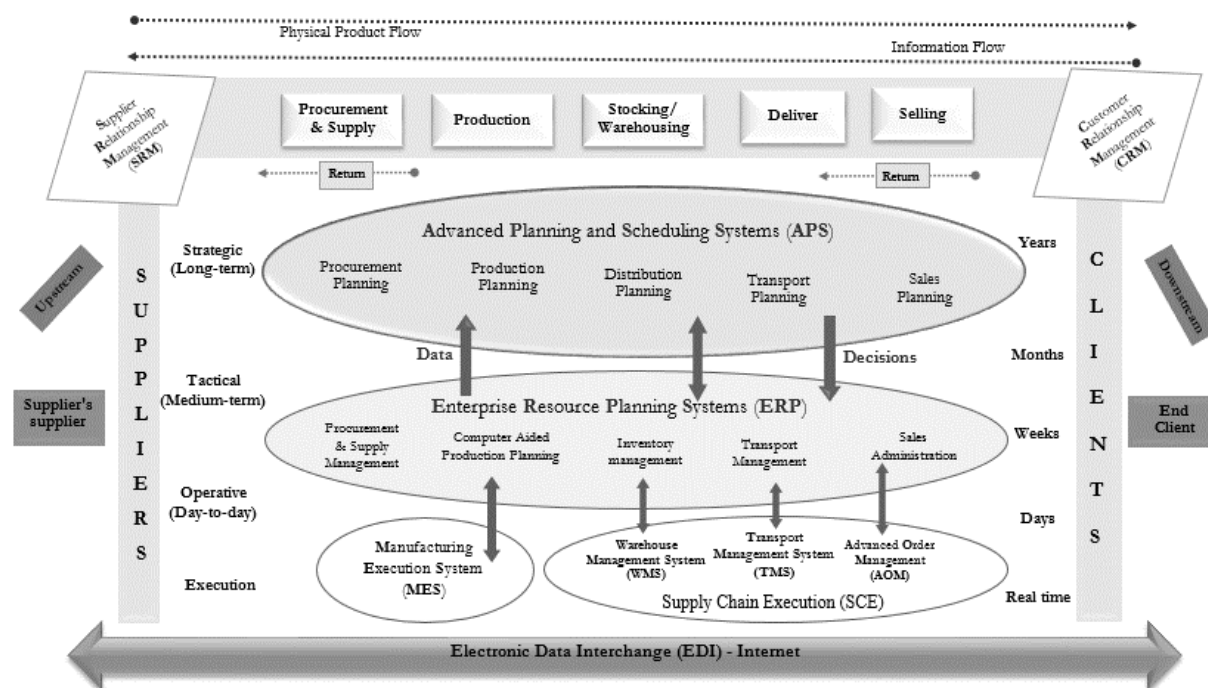 Physical Product Flow
Information Flow
Supplier
Relationship
Management
(SRM)
Procurement
& Supply
Production
Stocking/
Warehousing
Deliver
Selling
Customer
Relationship
Management
(CRM)
Return
Return
Advanced Planning and Scheduling Systems (APS)
Strategic
(Long-term)
Years
Procurement
Planning
Production
Planning
Distribution
Planning
Transport
Planning
Sales
Planning
Upstream
Downstream
SUPPLIERS
CLIENTS
Data
Decisions
Months
Tactical
(Medium-term)
Supplier's
supplier
End
Client
Enterprise Resource Planning Systems (ERP)
Weeks
Procurement
& Supply
Management
Computer Aided
Production Planning
Inventory
management
Transport
Management
Sales
Administration
Operative
(Day-to-day)
Days
Manufacturing
Execution System
(MES)
Warehouse
Management System
(WMS)
Transport
Management System
(TMS)
Advanced Order
Management
(AOM)
Execution
Supply Chain Execution (SCE)
Real time
Electronic Data Interchange (EDI) - Internet